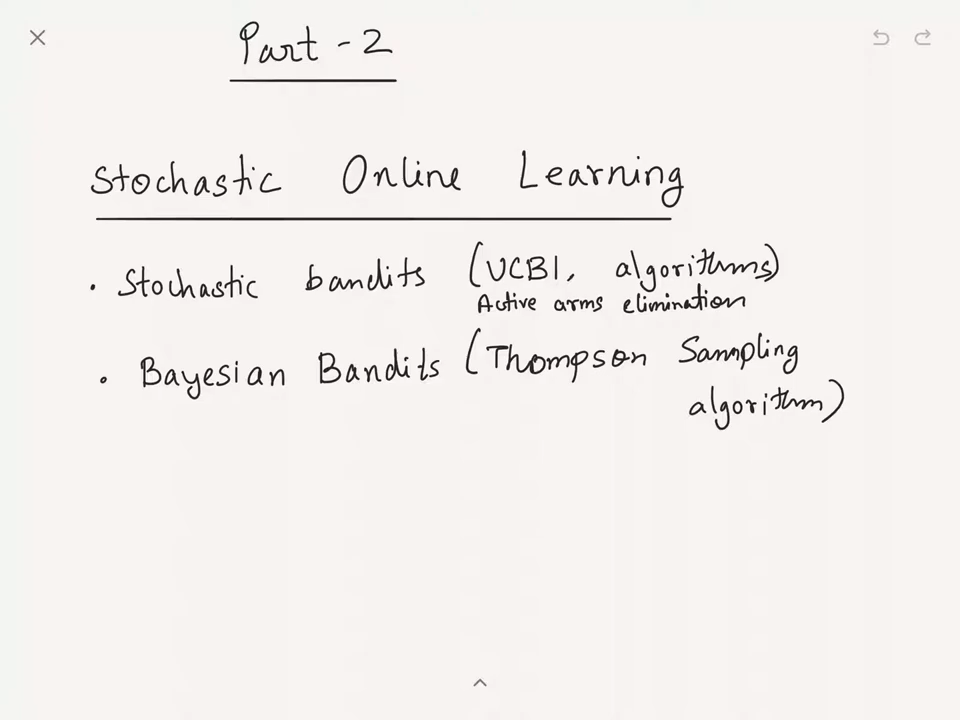 Part - 2
Stochastic Online Learning
• Stochastic bandits (UCB1, algorithms)
Active arms elimination
• Bayesian Bandits (Thompson Sampling
algorithm)